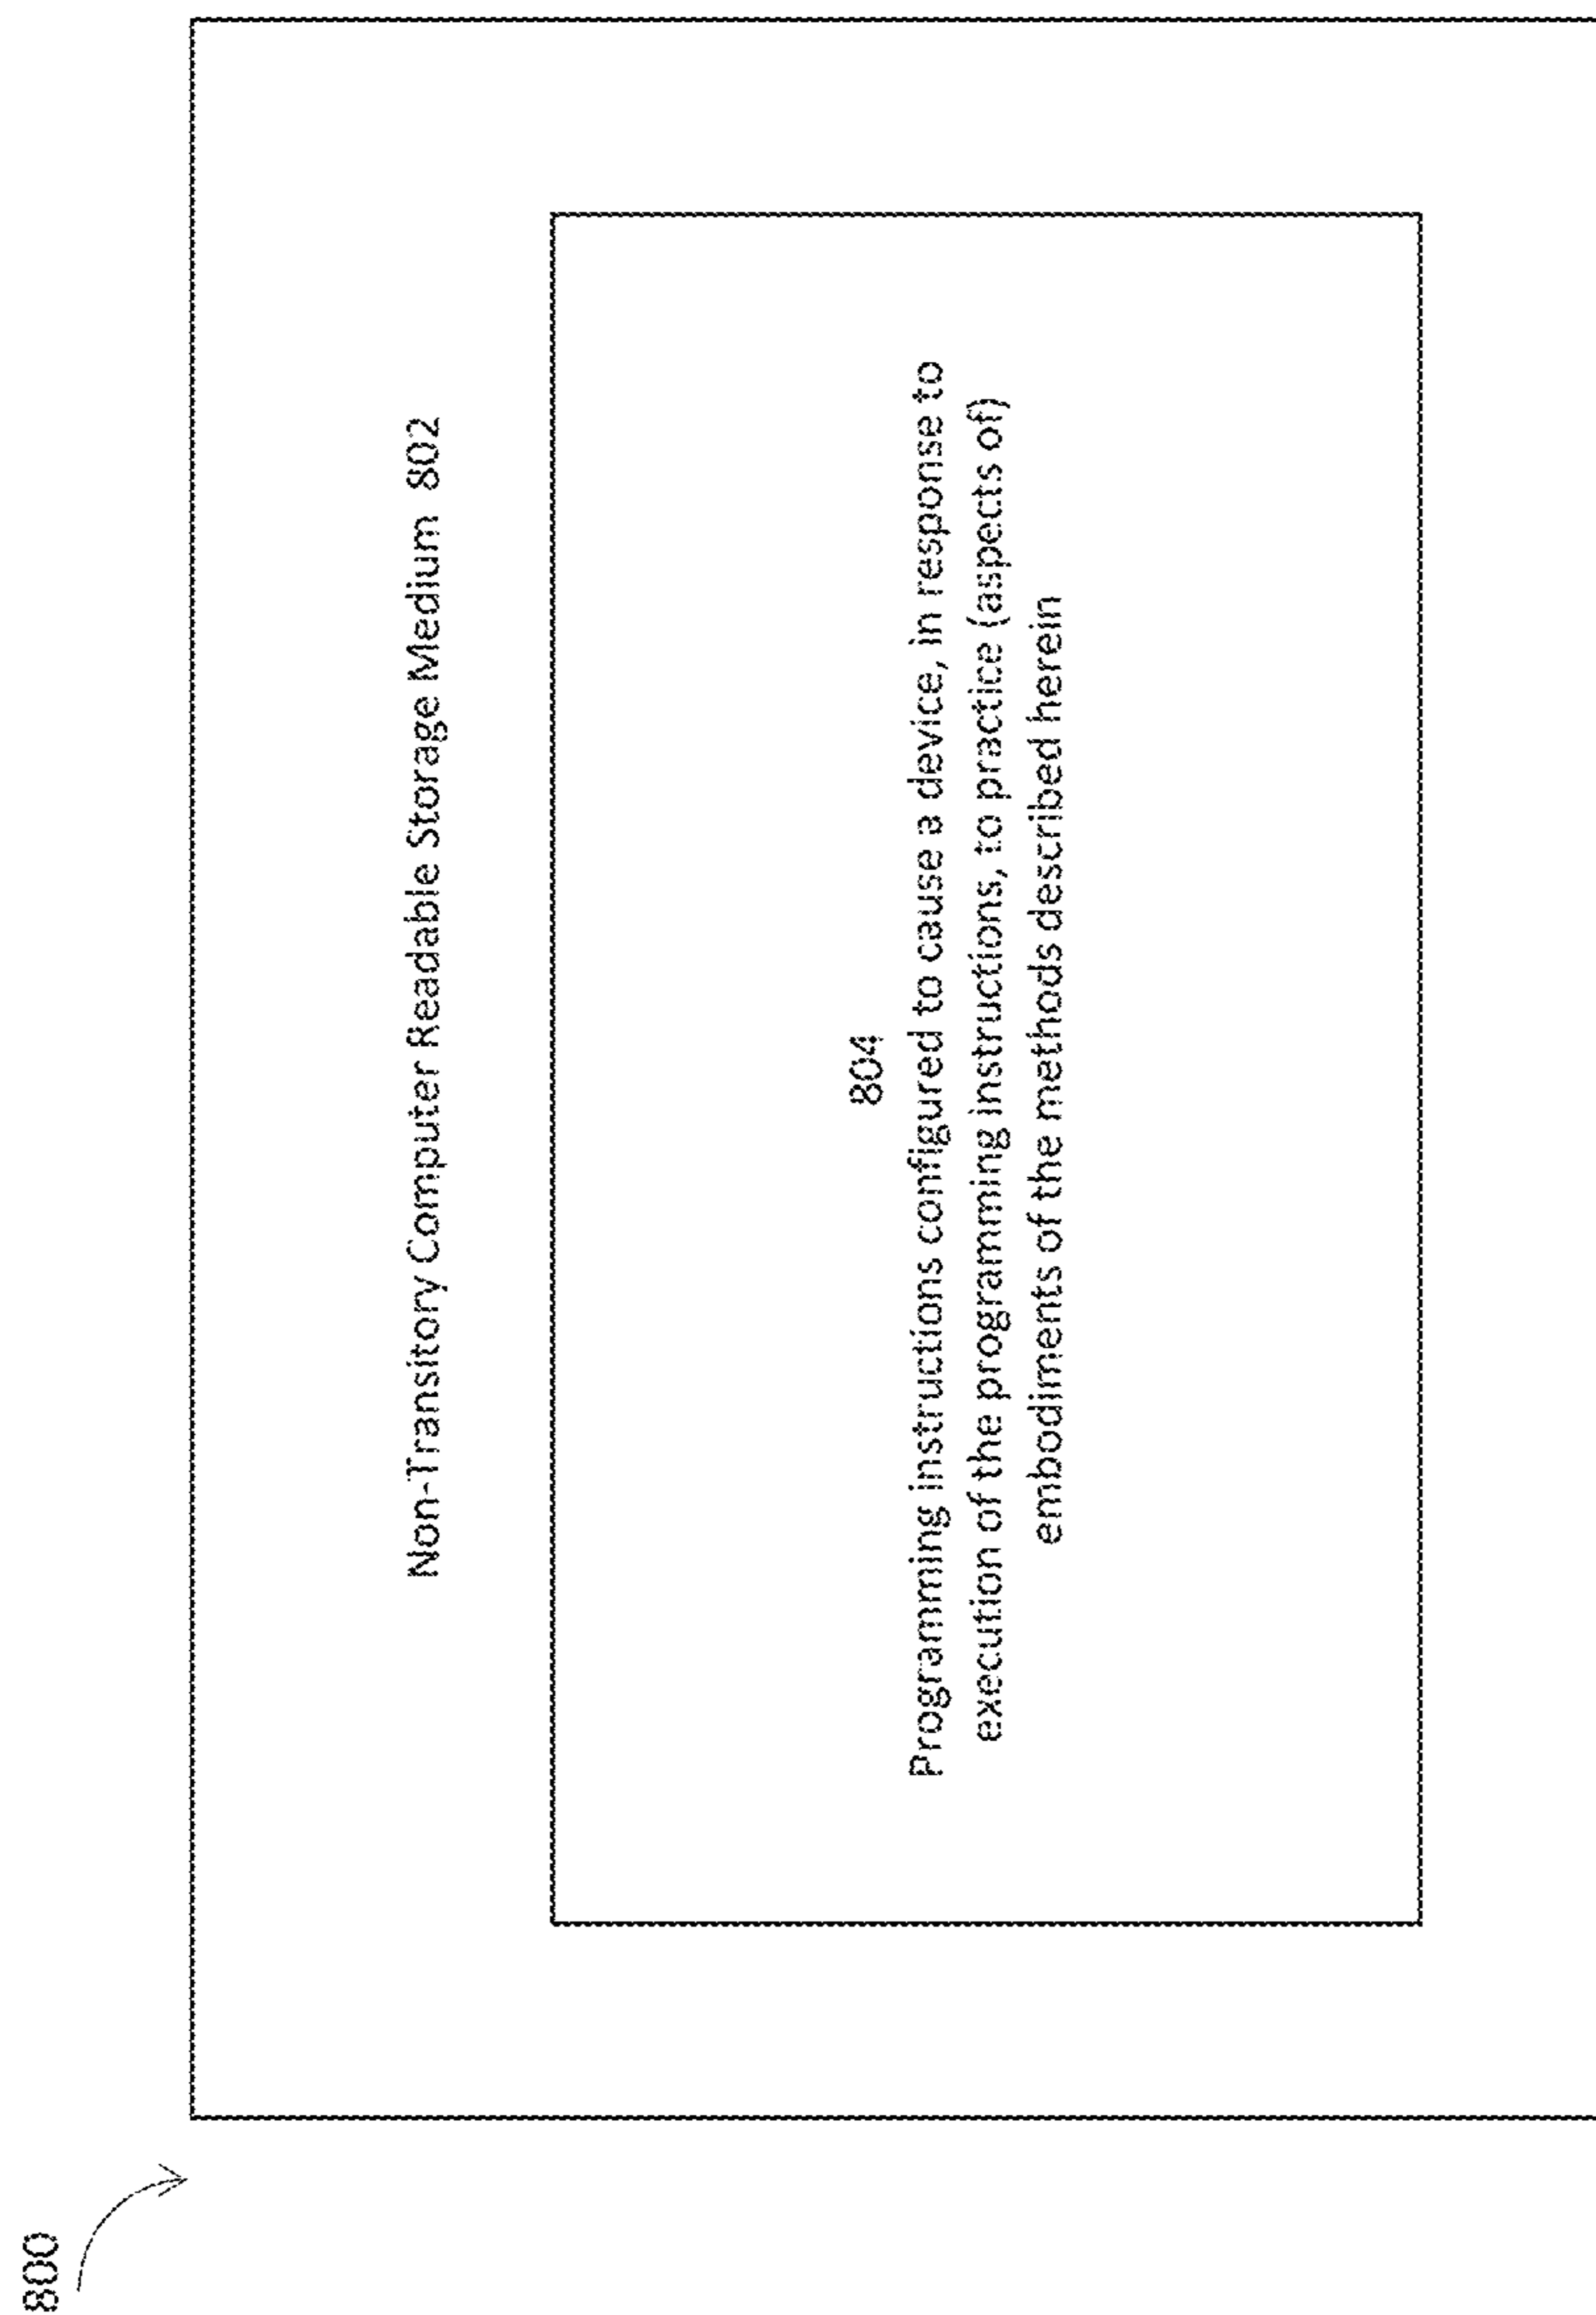 800
Non-Transitory Computer Readable Storage Medium 802
804
Programming instructions configured to cause a device, in response to
execution of the programming instructions, to practice (aspects of)
embodiments of the methods described herein